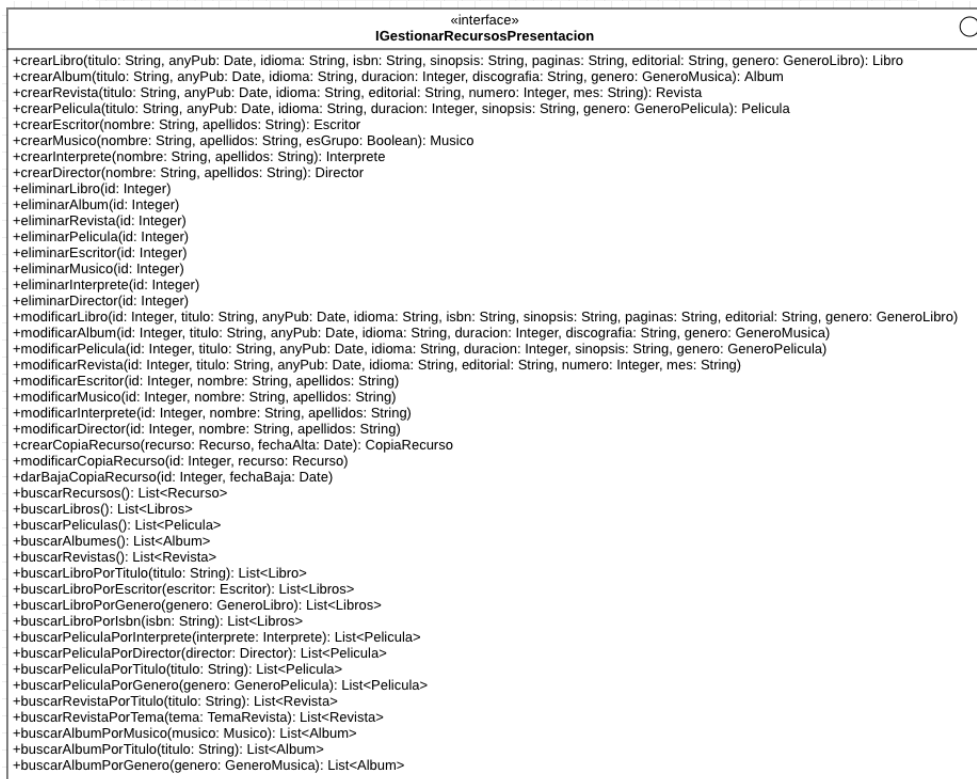 «interface»
IGestionarRecursosPresentacion
+crearLibro(titulo: String, anyPub: Date, idioma: String, isbn: String, sinopsis: String, paginas: String, editorial: String, genero: GeneroLibro): Libro
+crearAlbum(titulo: String, anyPub: Date, idioma: String, duracion: Integer, discografia: String, genero: GeneroMusica): Album
+crearRevista(titulo: String, anyPub: Date, idioma: String, editorial: String, numero: Integer, mes: String): Revista
+crearPelicula(titulo: String, anyPub: Date, idioma: String, duracion: Integer, sinopsis: String, genero: GeneroPelicula): Pelicula
+crearEscritor(nombre: String, apellidos: String): Escritor
+crearMusico(nombre: String, apellidos: String, esGrupo: Boolean): Musico
+crearInterprete(nombre: String, apellidos: String): Interprete
+crearDirector(nombre: String, apellidos: String): Director
+eliminarLibro(id: Integer)
+eliminarAlbum(id: Integer)
+eliminarRevista(id: Integer)
+eliminarPelicula(id: Integer)
+eliminarEscritor(id: Integer)
+eliminarMusico(id: Integer)
+eliminarInterprete(id: Integer)
+eliminarDirector(id: Integer)
+modificarLibro(id: Integer, titulo: String, anyPub: Date, idioma: String, isbn: String, sinopsis: String, paginas: String, editorial: String, genero: GeneroLibro)
+modificarAlbum(id: Integer, titulo: String, anyPub: Date, idioma: String, duracion: Integer, discografia: String, genero: GeneroMusica)
+modificarPelicula(id: Integer, titulo: String, anyPub: Date, idioma: String, duracion: Integer, sinopsis: String, genero: GeneroPelicula)
+modificarRevista(id: Integer, titulo: String, anyPub: Date, idioma: String, editorial: String, numero: Integer, mes: String)
+modificarEscritor(id: Integer, nombre: String, apellidos: String)
+modificarMusico(id: Integer, nombre: String, apellidos: String)
+modificarInterprete(id: Integer, nombre: String, apellidos: String)
+modificarDirector(id: Integer, nombre: String, apellidos: String)
+crearCopiaRecurso(recurso: Recurso, fechaAlta: Date): CopiaRecurso
+modificarCopiaRecurso(id: Integer, recurso: Recurso)
+darBajaCopiaRecurso(id: Integer, fechaBaja: Date)
+buscarRecursos(): List<Recurso>
+buscarLibros(): List<Libros>
+buscarPeliculas(): List<Pelicula>
+buscarAlbumes(): List<Album>
+buscarRevistas(): List<Revista>
+buscarLibroPorTitulo(titulo: String): List<Libro>
+buscarLibroPorEscritor(escritor: Escritor): List<Libros>
+buscarLibroPorGenero(genero: GeneroLibro): List<Libros>
+buscarLibroPorIsbn(isbn: String): List<Libros>
+buscarPeliculaPorInterprete(interprete: Interprete): List<Pelicula>
+buscarPeliculaPorDirector(director: Director): List<Pelicula>
+buscarPeliculaPorTitulo(titulo: String): List<Pelicula>
+buscarPeliculaPorGenero(genero: GeneroPelicula): List<Pelicula>
+buscarRevistaPorTitulo(titulo: String): List<Revista>
+buscarRevistaPorTema(tema: TemaRevista): List<Revista>
+buscarAlbumPorMusico(musico: Musico): List<Album>
+buscarAlbumPorTitulo(titulo: String): List<Album>
+buscarAlbumPorGenero(genero: GeneroMusica): List<Album>